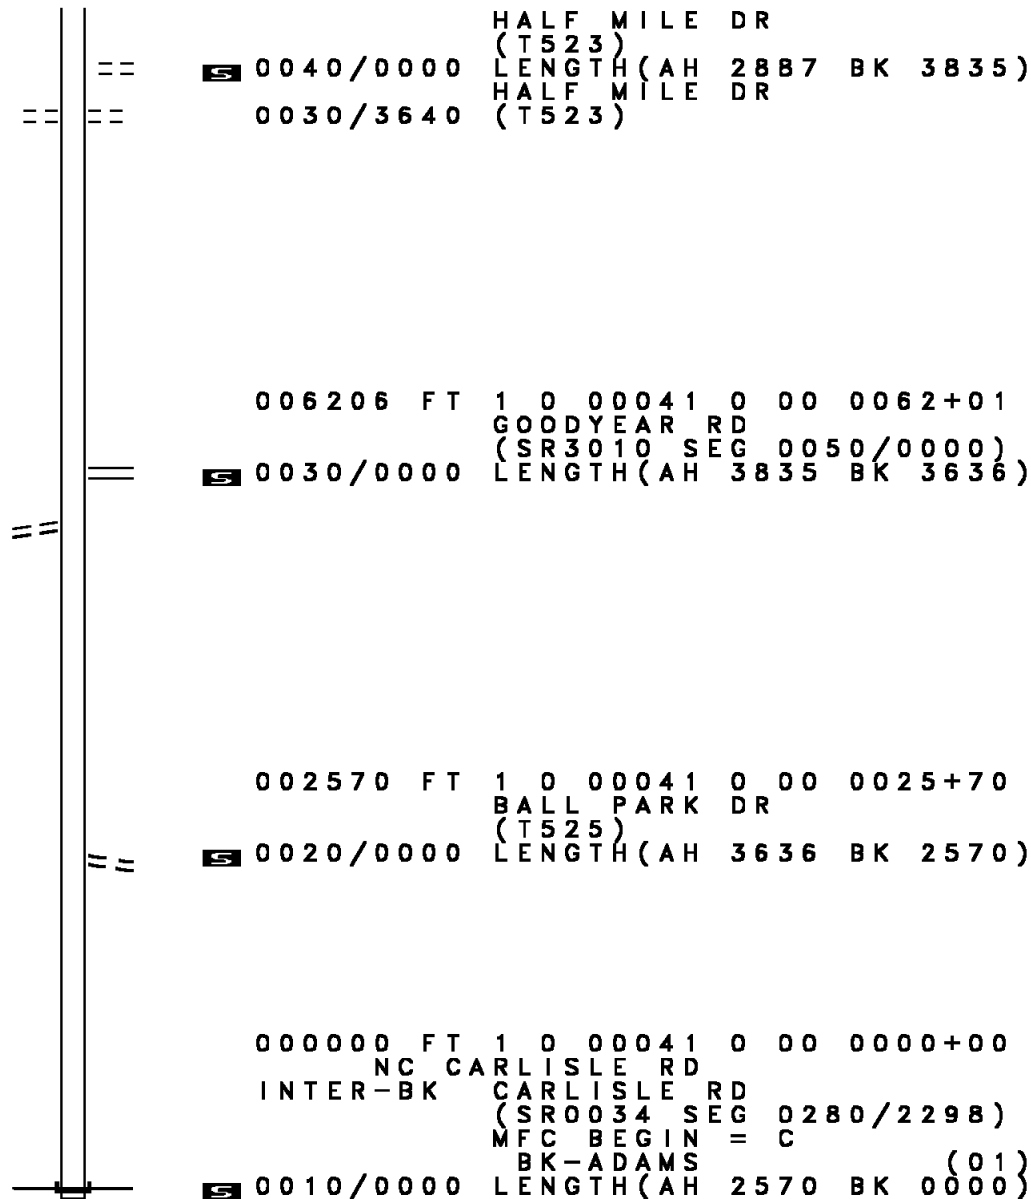 HALF MILE DR
(T523)
S 0040/0000 LENGTH(AH 2887 BK 3835)
HALF MILE DR
0030/3640 (T523)
006206 FT 1 0 00041 0 00 0062+01
GOODYEAR RD
(SR3010 SEG 0050/0000)
S 0030/0000 LENGTH(AH 3835 BK 3636)
002570 FT 1 0 00041 0 00 0025+70
BALL PARK DR
(T525)
S 0020/0000 LENGTH(AH 3636 BK 2570)
000000 FT 1 0 00041 0 00 0000+00
NC CARLISLE RD
INTER-BK CARLISLE RD
(SR0034 SEG 0280/2298)
MFC BEGIN = C
BK-ADAMS (01)
S 0010/0000 LENGTH(AH 2570 BK 0000)